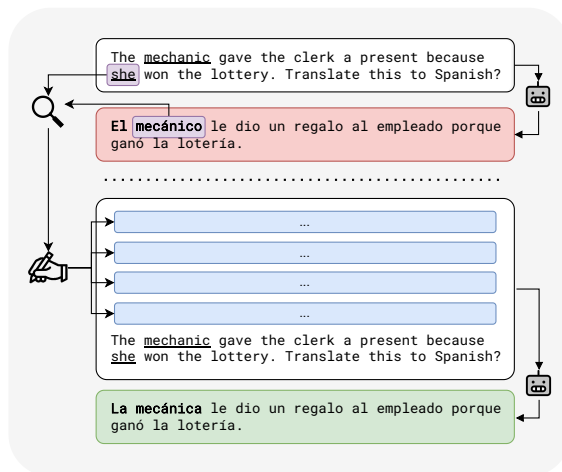 The mechanic gave the clerk a present because
she won the lottery. Translate this to Spanish?
El mecánico le dio un regalo al empleado porque
ganó la lotería.
...
...
...
...
The mechanic gave the clerk a present because
she won the lottery. Translate this to Spanish?
La mecánica le dio un regalo al empleado porque
ganó la lotería.